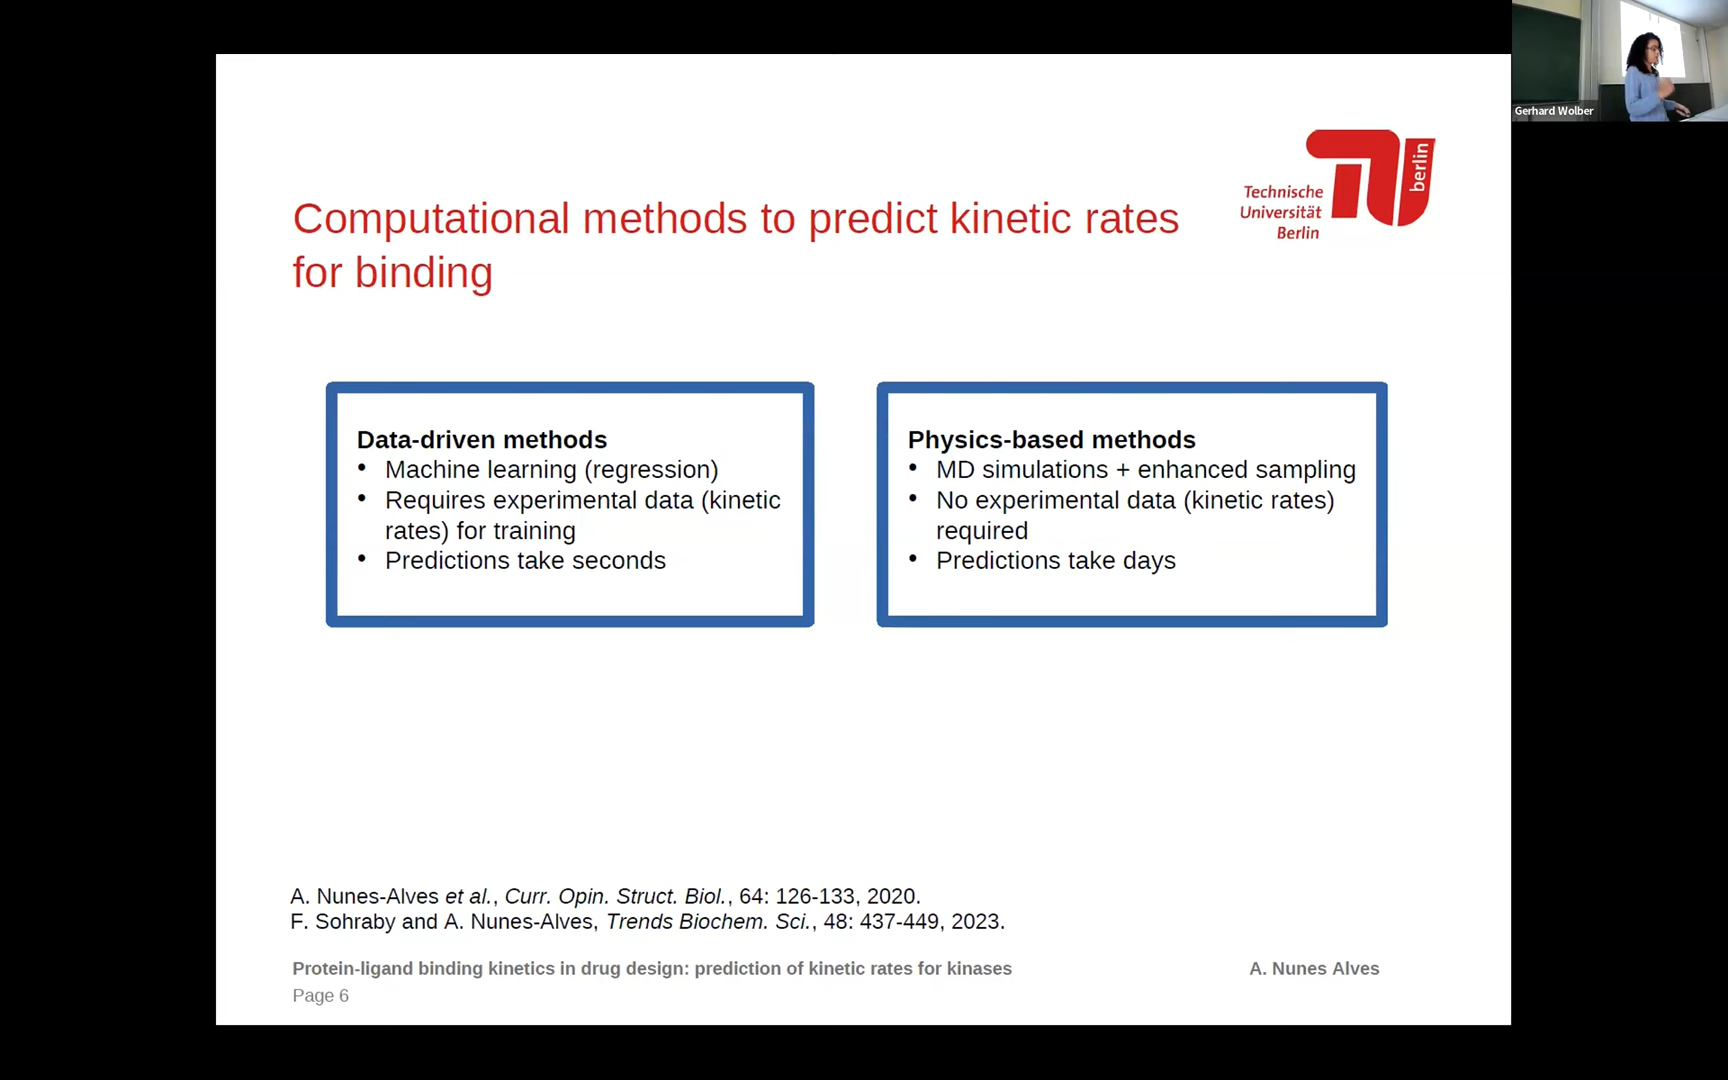 Gerhard Wolber
Technische
Universität
Berlin
berlin
Computational methods to predict kinetic rates
for binding
Data-driven methods
• Machine learning (regression)
• Requires experimental data (kinetic
rates) for training
• Predictions take seconds
Physics-based methods
• MD simulations + enhanced sampling
• No experimental data (kinetic rates)
required
• Predictions take days
A. Nunes-Alves et al., Curr. Opin. Struct. Biol., 64: 126-133, 2020.
F. Sohraby and A. Nunes-Alves, Trends Biochem. Sci., 48: 437-449, 2023.
Protein-ligand binding kinetics in drug design: prediction of kinetic rates for kinases
A. Nunes Alves
Page 6